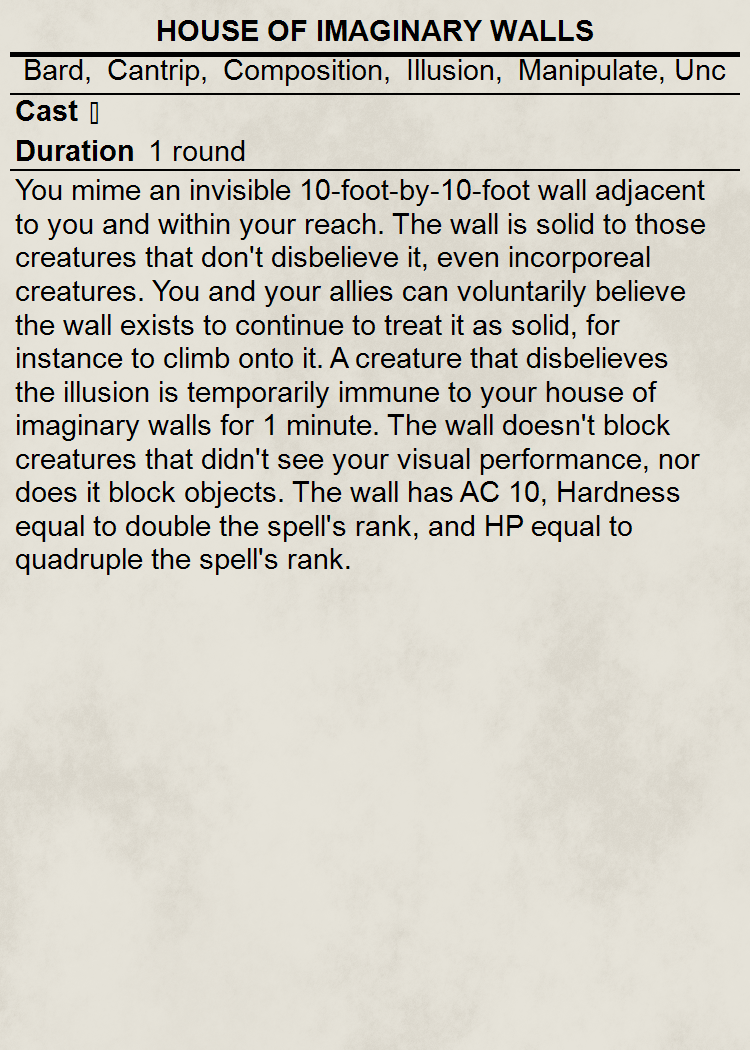 HOUSE OF IMAGINARY WALLS
Bard, Cantrip, Composition, Illusion, Manipulate, Unc
Cast
Duration 1 round
You mime an invisible 10-foot-by-10-foot wall adjacent
to you and within your reach. The wall is solid to those
creatures that don't disbelieve it, even incorporeal
creatures. You and your allies can voluntarily believe
the wall exists to continue to treat it as solid, for
instance to climb onto it. A creature that disbelieves
the illusion is temporarily immune to your house of
imaginary walls for 1 minute. The wall doesn't block
creatures that didn't see your visual performance, nor
does it block objects. The wall has AC 10, Hardness
equal to double the spell's rank, and HP equal to
quadruple the spell's rank.